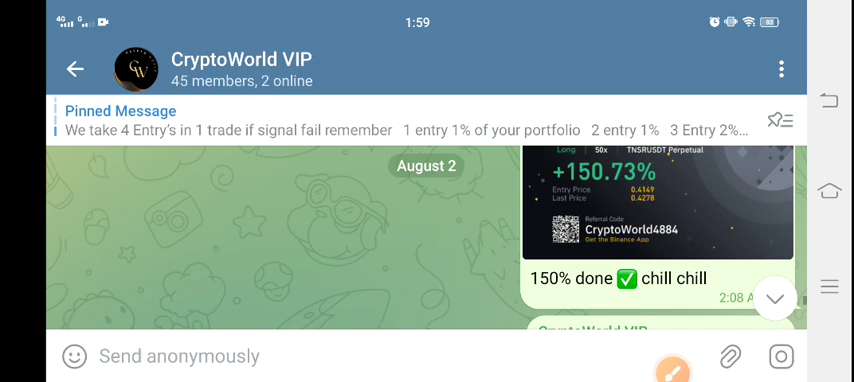 4G G 1:59 83
CryptoWorld VIP
45 members, 2 online
Pinned Message
We take 4 Entry's in 1 trade if signal fail remember 1 entry 1% of your portfolio 2 entry 1% 3 Entry 2%...
August 2
Long 50x TNSRUSDT Perpetual
+150.73%
Entry Price 0.4149
Last Price 0.4278
Referral Code
CryptoWorld4884
Get the Binance App
150% done ✅ chill chill
2:08 A
CryptoWorld VIP
Send anonymously